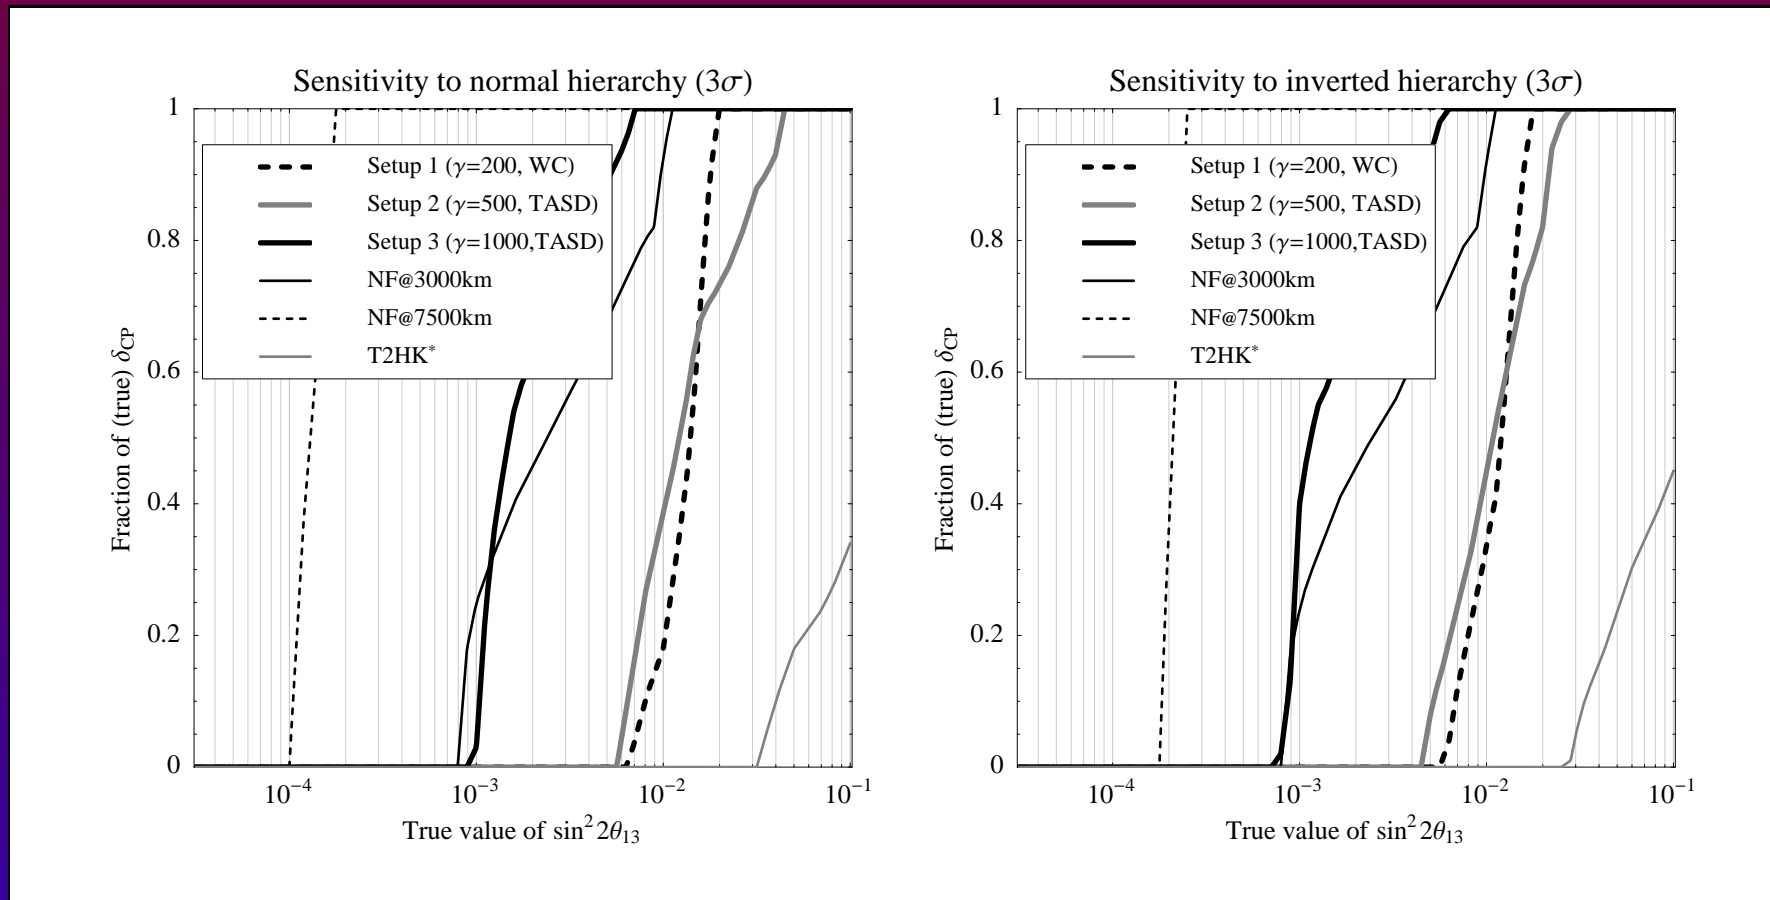 Sensitivity to normal hierarchy (3σ)
1
0.8
0.6
0.4
0.2
0
Fraction of (true) δCP
Setup 1 (γ=200, WC)
Setup 2 (γ=500, TASD)
Setup 3 (γ=1000,TASD)
NF@3000km
NF@7500km
T2HK*
10⁻⁴ 10⁻³ 10⁻² 10⁻¹
True value of sin² 2θ₁₃
Sensitivity to inverted hierarchy (3σ)
1
0.8
0.6
0.4
0.2
0
Fraction of (true) δCP
Setup 1 (γ=200, WC)
Setup 2 (γ=500, TASD)
Setup 3 (γ=1000,TASD)
NF@3000km
NF@7500km
T2HK*
10⁻⁴ 10⁻³ 10⁻² 10⁻¹
True value of sin² 2θ₁₃